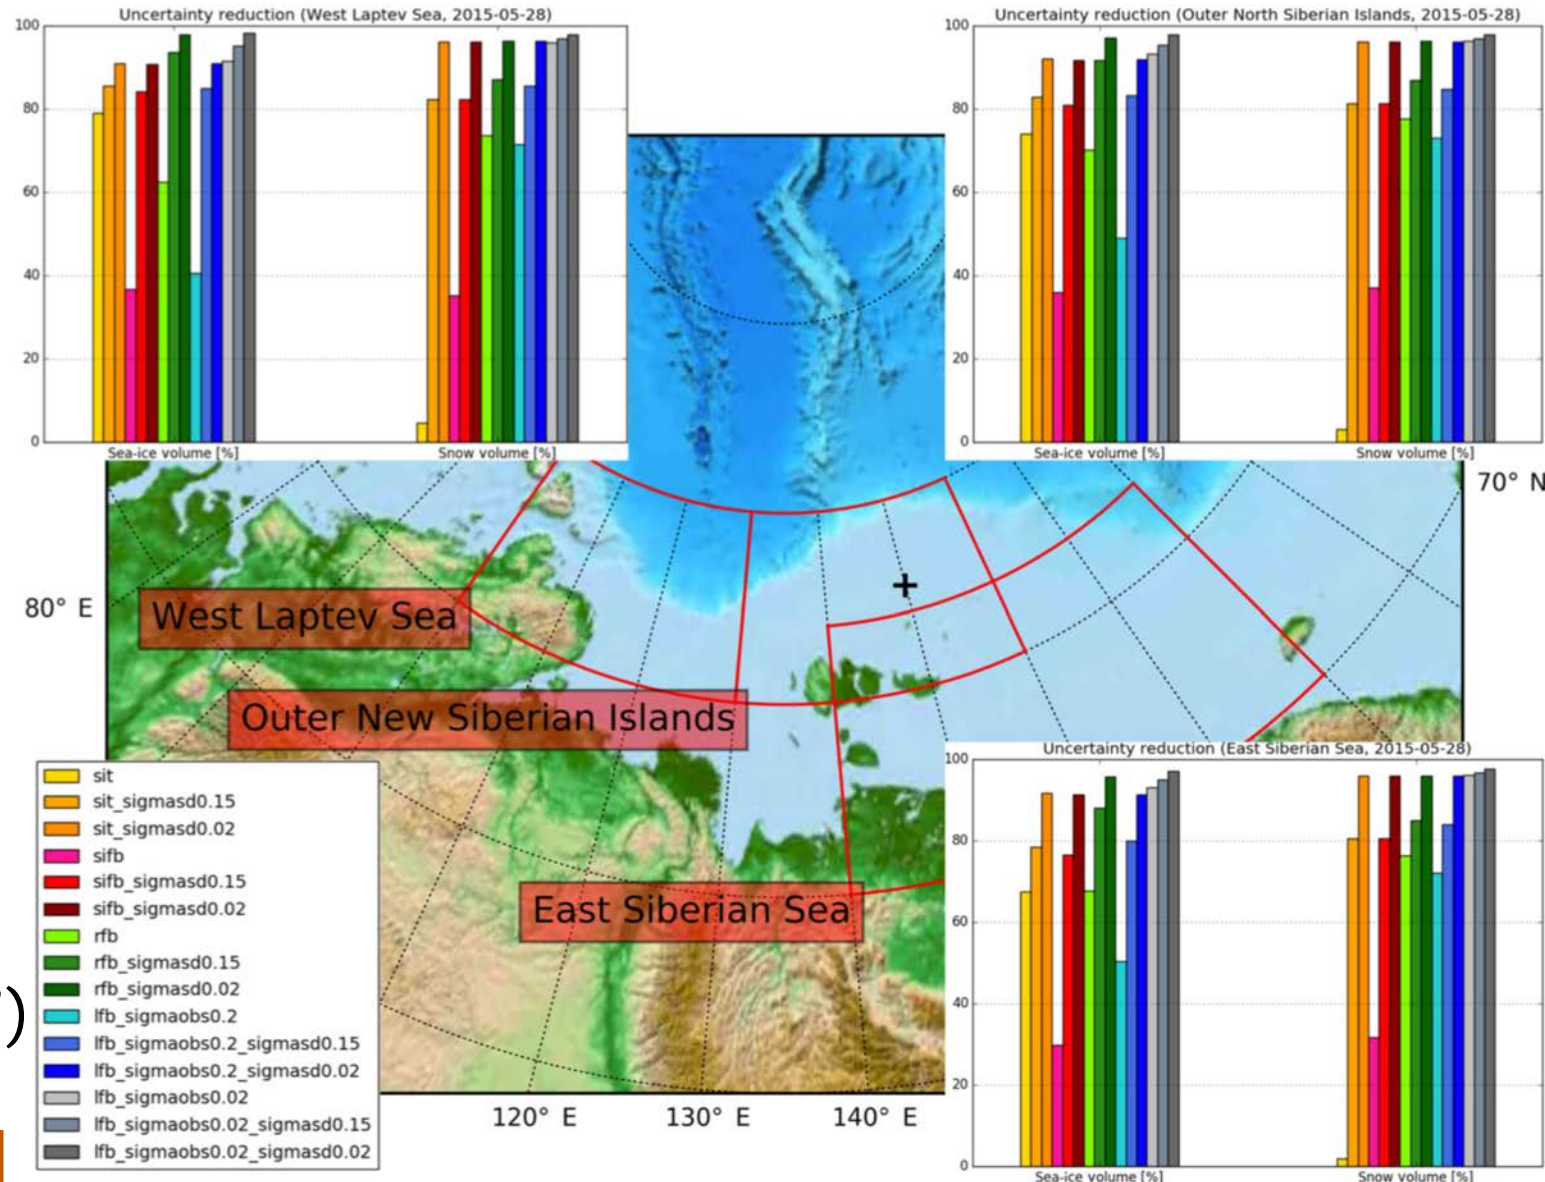 Uncertainty reduction (West Laptev Sea, 2015-05-28)
100
80
60
40
20
0
Sea-ice volume [%]
Snow volume [%]
Uncertainty reduction (Outer North Siberian Islands, 2015-05-28)
100
80
60
40
20
0
Sea-ice volume [%]
Snow volume [%]
70° N
80° E
West Laptev Sea
Outer New Siberian Islands
East Siberian Sea
sit
sit_sigmasd0.15
sit_sigmasd0.02
sifb
sifb_sigmasd0.15
sifb_sigmasd0.02
rfb
rfb_sigmasd0.15
rfb_sigmasd0.02
lfb_sigmaobs0.2
lfb_sigmaobs0.2_sigmasd0.15
lfb_sigmaobs0.2_sigmasd0.02
lfb_sigmaobs0.02
lfb_sigmaobs0.02_sigmasd0.15
lfb_sigmaobs0.02_sigmasd0.02
)
120° E
130° E
140° E
Uncertainty reduction (East Siberian Sea, 2015-05-28)
100
80
60
40
20
0
Sea-ice volume [%]
Snow volume [%]